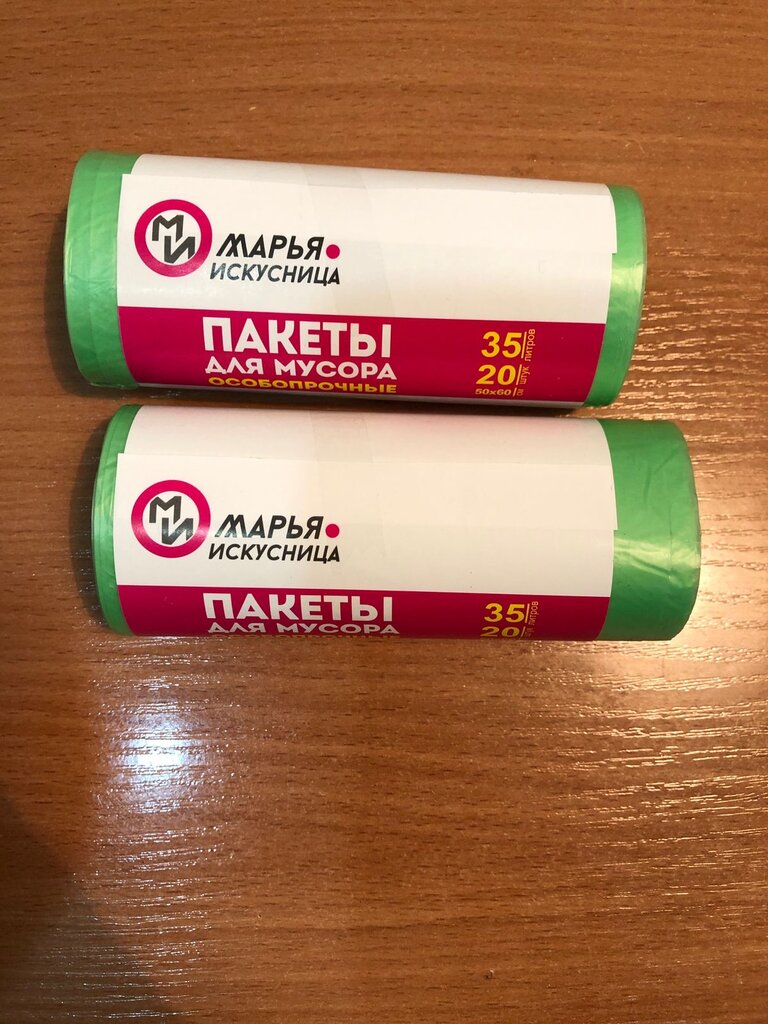 МИ
МАРЬЯ
ИСКУСНИЦА
ПАКЕТЫ
ДЛЯ МУСОРА
ОСОБОПРОЧНЫЕ
35 литров
20 штук
50x60 см
МИ
МАРЬЯ
ИСКУСНИЦА
ПАКЕТЫ
ДЛЯ МУСОРА
35 литров
20